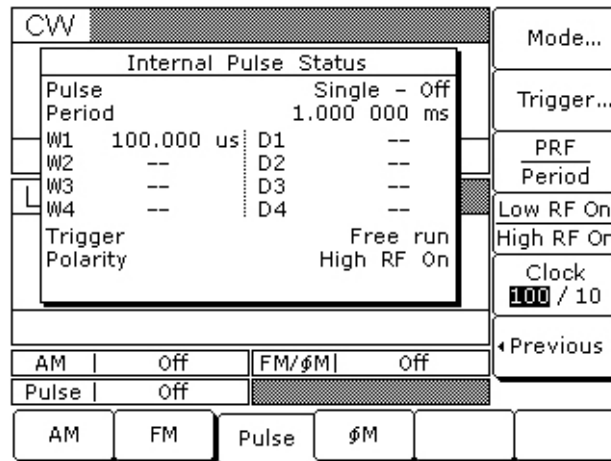 CW
Internal Pulse Status
Pulse Single - Off
Period 1.000 000 ms
W1 100.000 us D1 --
W2 -- D2 --
W3 -- D3 --
W4 -- D4 --
Trigger Free run
Polarity High RF On
L
AM | Off FM/ϕM| Off
Pulse | Off
AM FM Pulse ϕM
Mode...
Trigger...
PRF
Period
Low RF On
High RF On
Clock
100 / 10
Previous